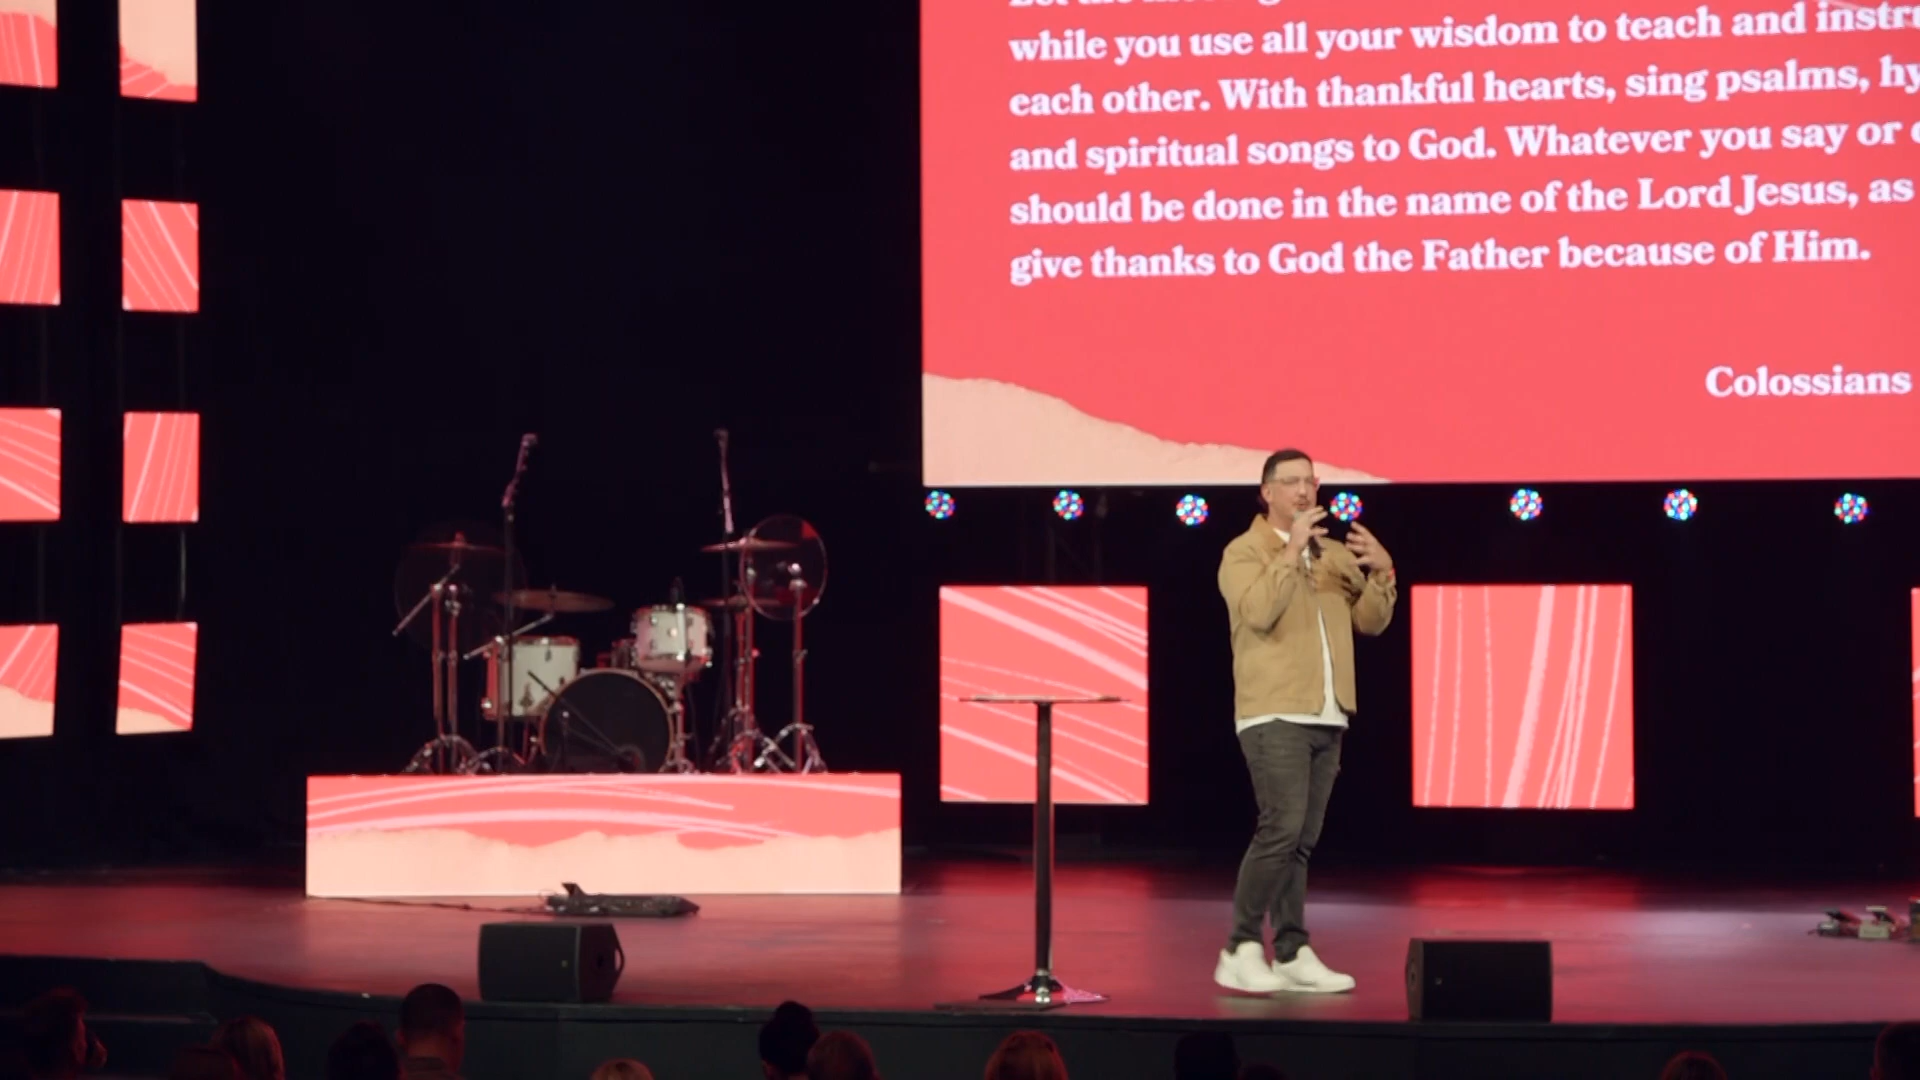 while you use all your wisdom to teach and
each other. With thankful hearts, sing psalms,
and spiritual songs to God. Whatever you say or
should be done in the name of the Lord Jesus, as
give thanks to God the Father because of Him.
Colossians